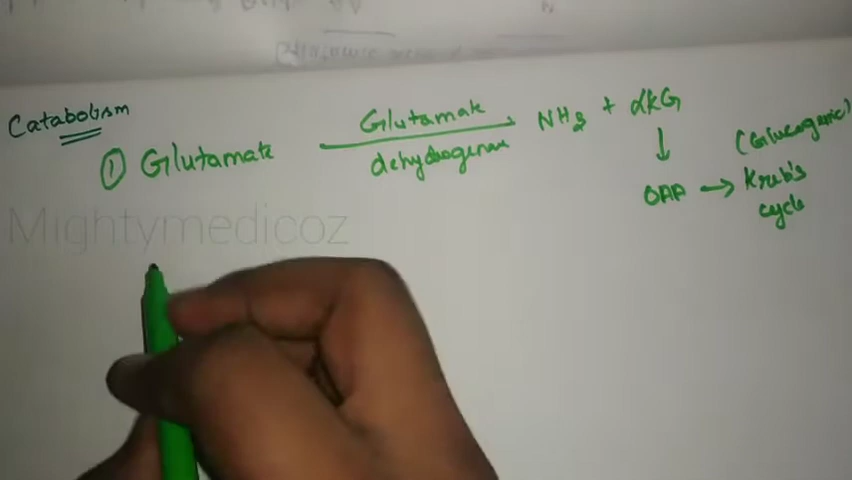 Catabolism
① Glutamate Glutamate dehydrogenase NH3 + αkG
↓
OAA → Kreb's cycle
(Glucogenic)
Mightymedicoz